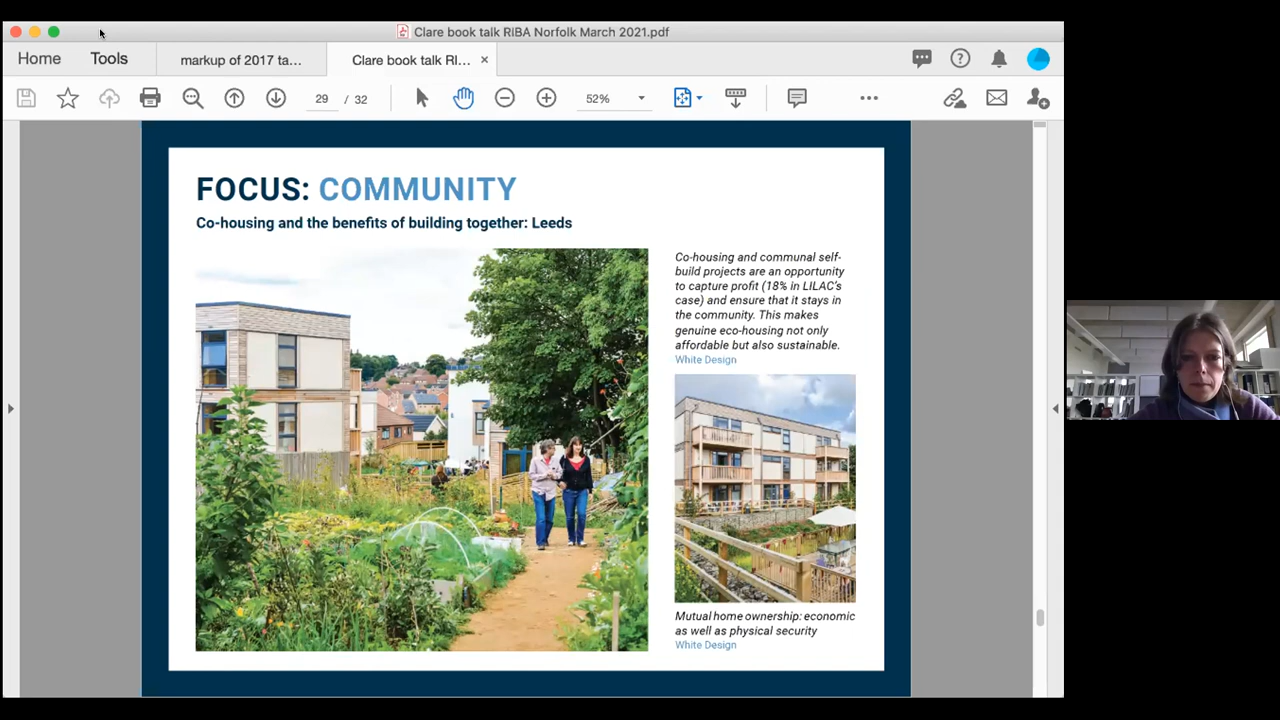 Clare book talk RIBA Norfolk March 2021.pdf
Home
Tools
markup of 2017 ta...
Clare book talk RI...
29 / 32
52%
FOCUS: COMMUNITY
Co-housing and the benefits of building together: Leeds
Co-housing and communal self-
build projects are an opportunity
to capture profit (18% in LILAC's
case) and ensure that it stays in
the community. This makes
genuine eco-housing not only
affordable but also sustainable.
White Design
Mutual home ownership: economic
as well as physical security
White Design